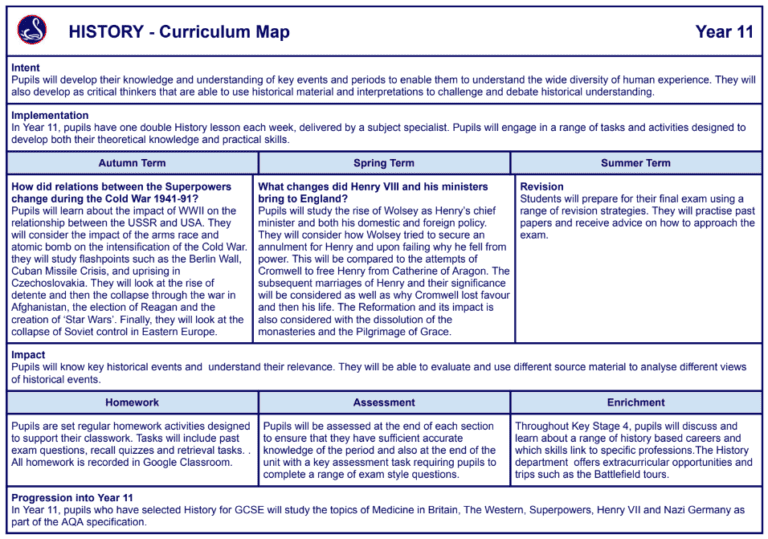 HISTORY - Curriculum Map
Year 11
Intent
Pupils will develop their knowledge and understanding of key events and periods to enable them to understand the wide diversity of human experience. They will
also develop as critical thinkers that are able to use historical material and interpretations to challenge and debate historical understanding.
Implementation
In Year 11, pupils have one double History lesson each week, delivered by a subject specialist. Pupils will engage in a range of tasks and activities designed to
develop both their theoretical knowledge and practical skills.
Autumn Term
Spring Term
Summer Term
How did relations between the Superpowers
change during the Cold War 1941-91?
Pupils will learn about the impact of WWII on the
relationship between the USSR and USA. They
will consider the impact of the arms race and
atomic bomb on the intensification of the Cold War.
they will study flashpoints such as the Berlin Wall,
Cuban Missile Crisis, and uprising in
Czechoslovakia. They will look at the rise of
detente and then the collapse through the war in
Afghanistan, the election of Reagan and the
creation of ‘Star Wars’. Finally, they will look at the
collapse of Soviet control in Eastern Europe.
What changes did Henry VIII and his ministers
bring to England?
Pupils will study the rise of Wolsey as Henry’s chief
minister and both his domestic and foreign policy.
They will consider how Wolsey tried to secure an
annulment for Henry and upon failing why he fell from
power. This will be compared to the attempts of
Cromwell to free Henry from Catherine of Aragon. The
subsequent marriages of Henry and their significance
will be considered as well as why Cromwell lost favour
and then his life. The Reformation and its impact is
also considered with the dissolution of the
monasteries and the Pilgrimage of Grace.
Revision
Students will prepare for their final exam using a
range of revision strategies. They will practise past
papers and receive advice on how to approach the
exam.
Impact
Pupils will know key historical events and  understand their relevance. They will be able to evaluate and use different source material to analyse different views
of historical events.
Homework
Assessment
Enrichment
Pupils are set regular homework activities designed
to support their classwork. Tasks will include past
exam questions, recall quizzes and retrieval tasks. .
All homework is recorded in Google Classroom.
Pupils will be assessed at the end of each section
to ensure that they have sufficient accurate
knowledge of the period and also at the end of the
unit with a key assessment task requiring pupils to
complete a range of exam style questions.
Throughout Key Stage 4, pupils will discuss and
learn about a range of history based careers and
which skills link to specific professions.The History
department  offers extracurricular opportunities and
trips such as the Battlefield tours.
Progression into Year 11
In Year 11, pupils who have selected History for GCSE will study the topics of Medicine in Britain, The Western, Superpowers, Henry VII and Nazi Germany as
part of the AQA specification.